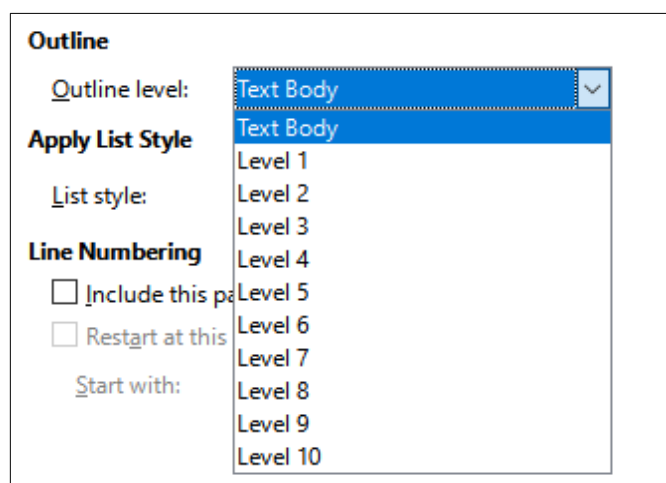 Outline
Outline level: Text Body
Text Body
Apply List Style
Level 1
List style: Level 2
Level 3
Line Numbering
Level 4
Include this Level 5
Level 6
Restart at this
Level 7
Start with: Level 8
Level 9
Level 10